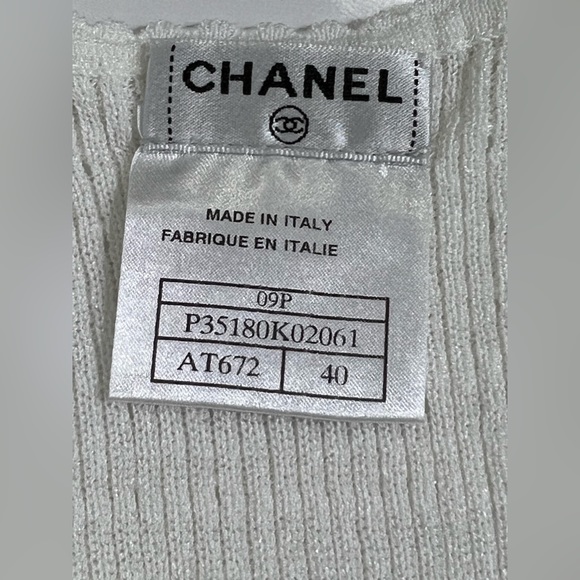 CHANEL
MADE IN ITALY
FABRIQUE EN ITALIE
09P
P35180K02061
AT672 40